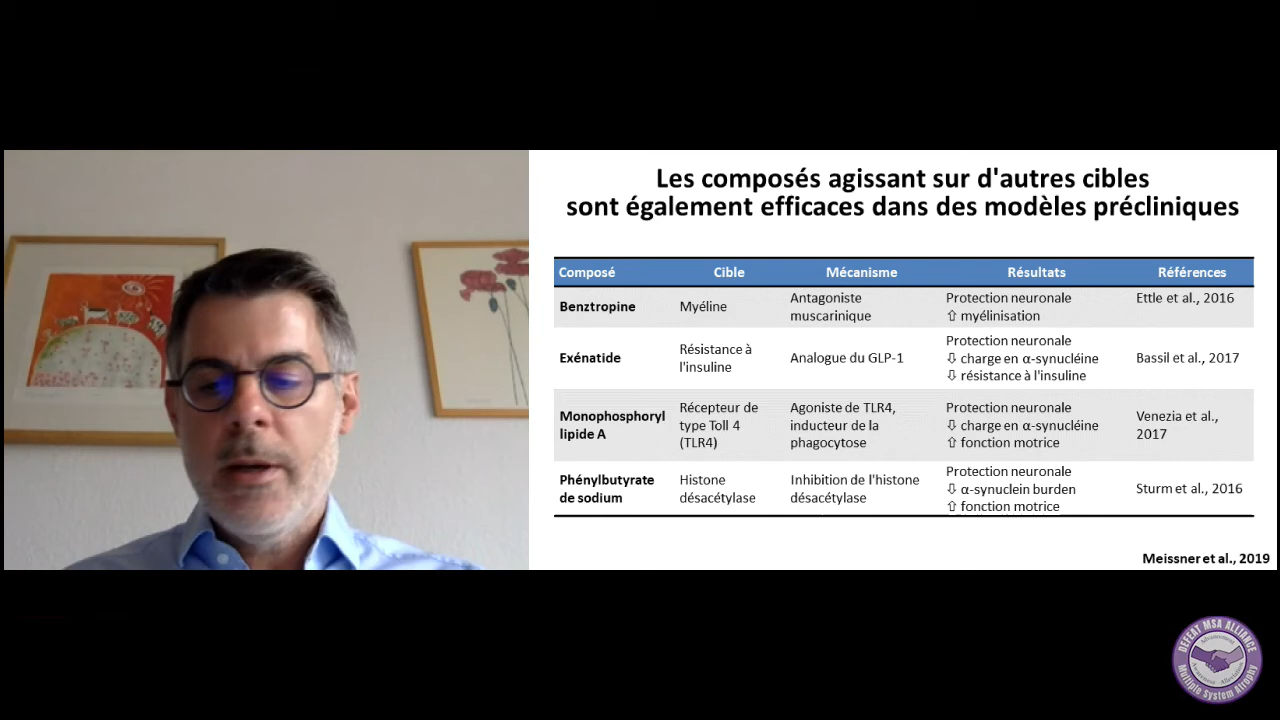 Les composés agissant sur d'autres cibles
sont également efficaces dans des modèles précliniques
Composé Cible Mécanisme Résultats Références
Benztropine
Myéline
Antagoniste
muscarinique
Protection neuronale
⇧ myélinisation
Ettle et al., 2016
Exénatide
Résistance à
l'insuline
Analogue du GLP-1
Protection neuronale
⇩ charge en α-synucléine
⇩ résistance à l'insuline
Bassil et al., 2017
Monophosphoryl
lipide A
Récepteur de
type Toll 4
(TLR4)
Agoniste de TLR4,
inducteur de la
phagocytose
Protection neuronale
⇩ charge en α-synucléine
⇧ fonction motrice
Venezia et al.,
2017
Phénylbutyrate
de sodium
Histone
désacétylase
Inhibition de l'histone
désacétylase
Protection neuronale
⇩ α-synuclein burden
⇧ fonction motrice
Sturm et al., 2016
Meissner et al., 2019
DEFEAT MSA ALLIANCE
Multiple System Atrophy